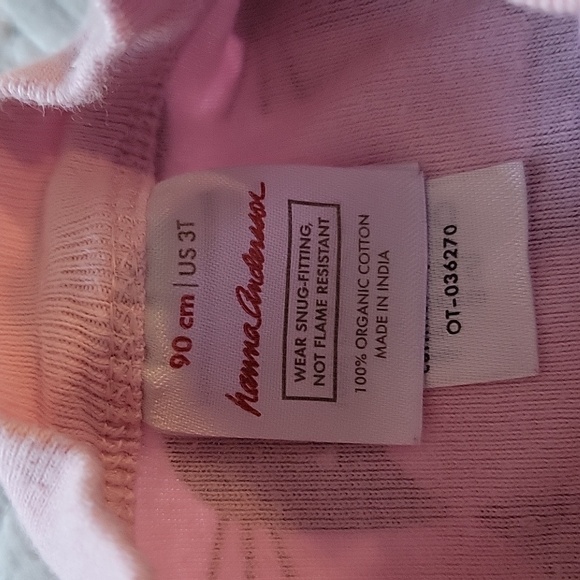 90 cm | US 3T
hanna andersson
WEAR SNUG-FITTING,
NOT FLAME RESISTANT
100% ORGANIC COTTON
MADE IN INDIA
OT-036270